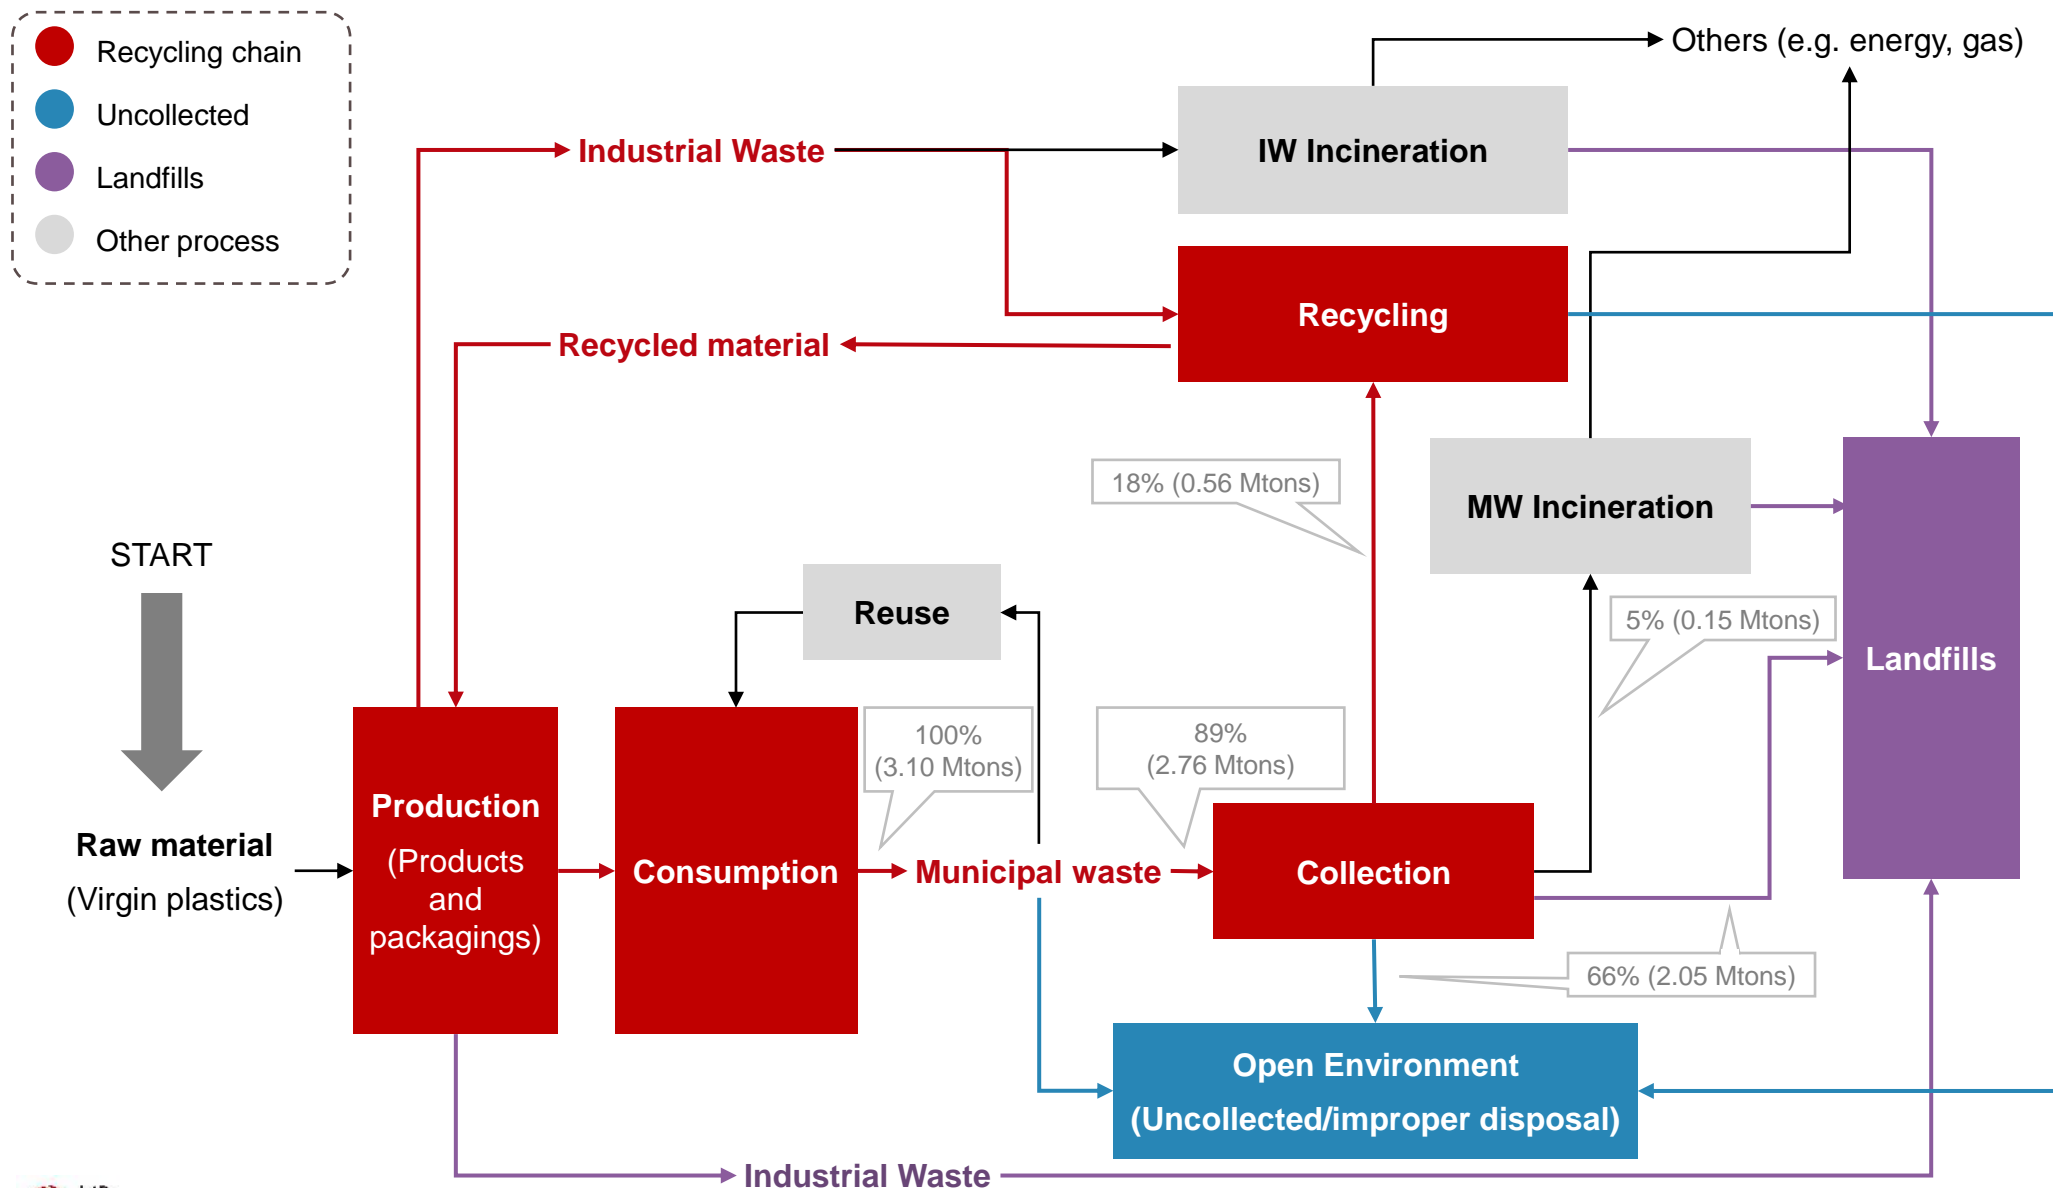 Recycling chain
Uncollected
Landfills
Other process
Others (e.g. energy, gas)
Industrial Waste
IW Incineration
Recycling
Recycled material
18% (0.56 Mtons)
MW Incineration
START
Reuse
5% (0.15 Mtons)
Landfills
100%
(3.10 Mtons)
89%
(2.76 Mtons)
Production
(Products
and
packagings)
Raw material
(Virgin plastics)
Consumption
Municipal waste
Collection
66% (2.05 Mtons)
Open Environment
(Uncollected/improper disposal)
Industrial Waste